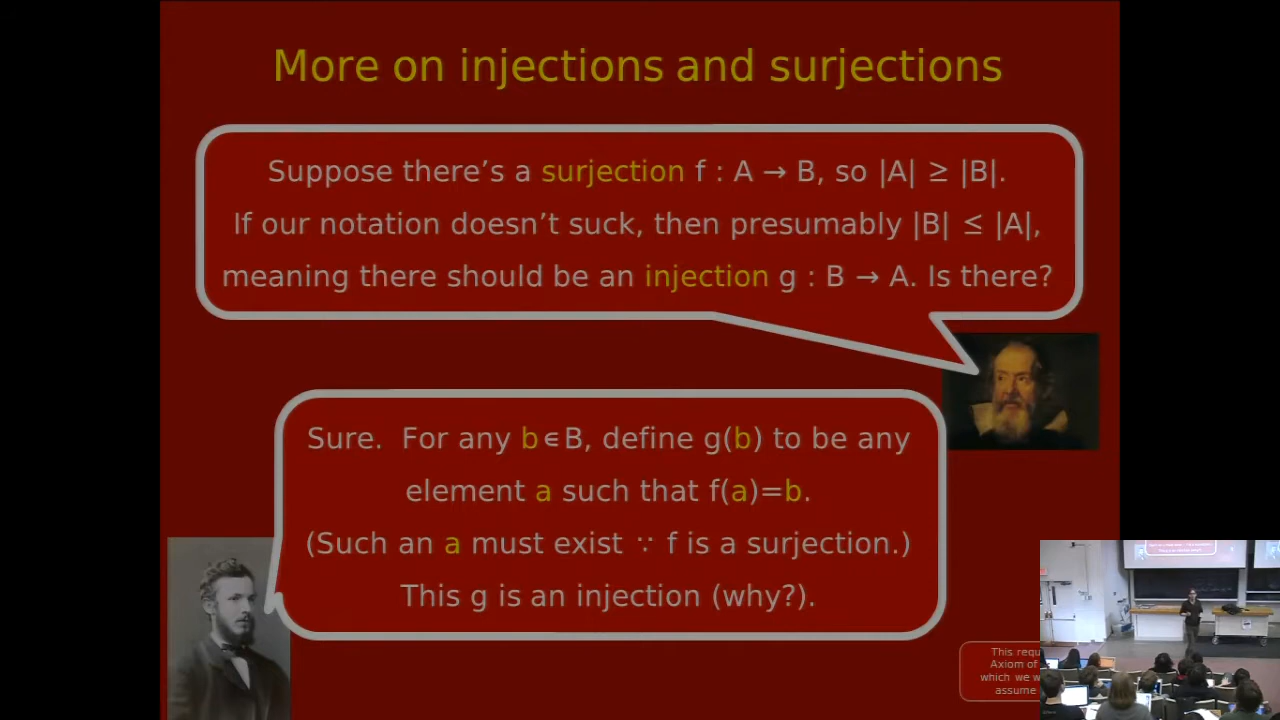 More on injections and surjections
Suppose there’s a surjection f : A → B, so |A| ≥ |B|.
If our notation doesn’t suck, then presumably |B| ≤ |A|,
meaning there should be an injection g : B → A. Is there?
Sure. For any b∊B, define g(b) to be any
element a such that f(a)=b.
(Such an a must exist ∵ f is a surjection.)
This g is an injection (why?).
This
Axiom of
which we
assume